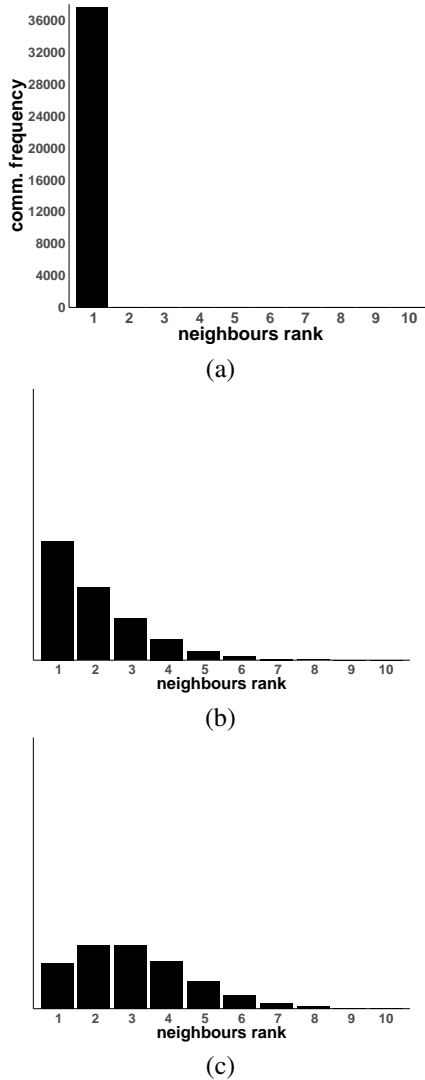 36000
32000
28000
24000
20000
16000
12000
8000
4000
0
comm. frequency
1 2 3 4 5 6 7 8 9 10
neighbours rank
(a)
1 2 3 4 5 6 7 8 9 10
neighbours rank
(b)
1 2 3 4 5 6 7 8 9 10
neighbours rank
(c)